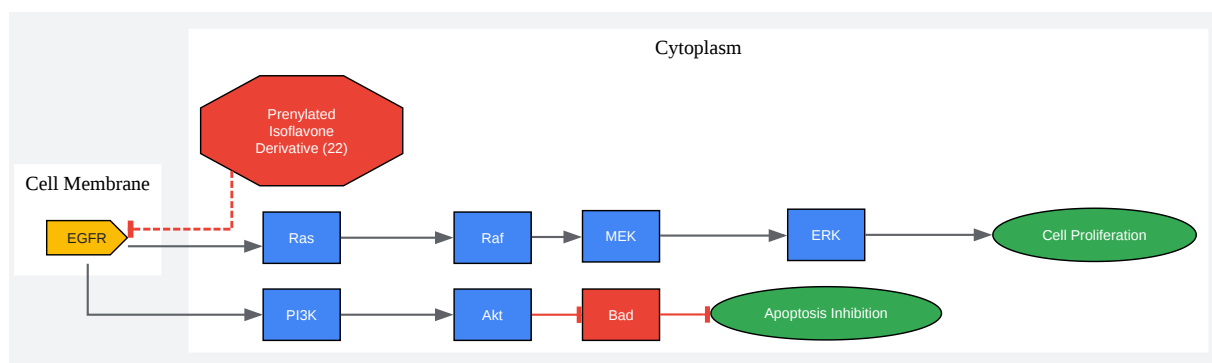 Cytoplasm
Prenylated
Isoflavone
Derivative (22)
Cell Membrane
EGFR
Ras
Raf
MEK
ERK
Cell Proliferation
PI3K
Akt
Bad
Apoptosis Inhibition